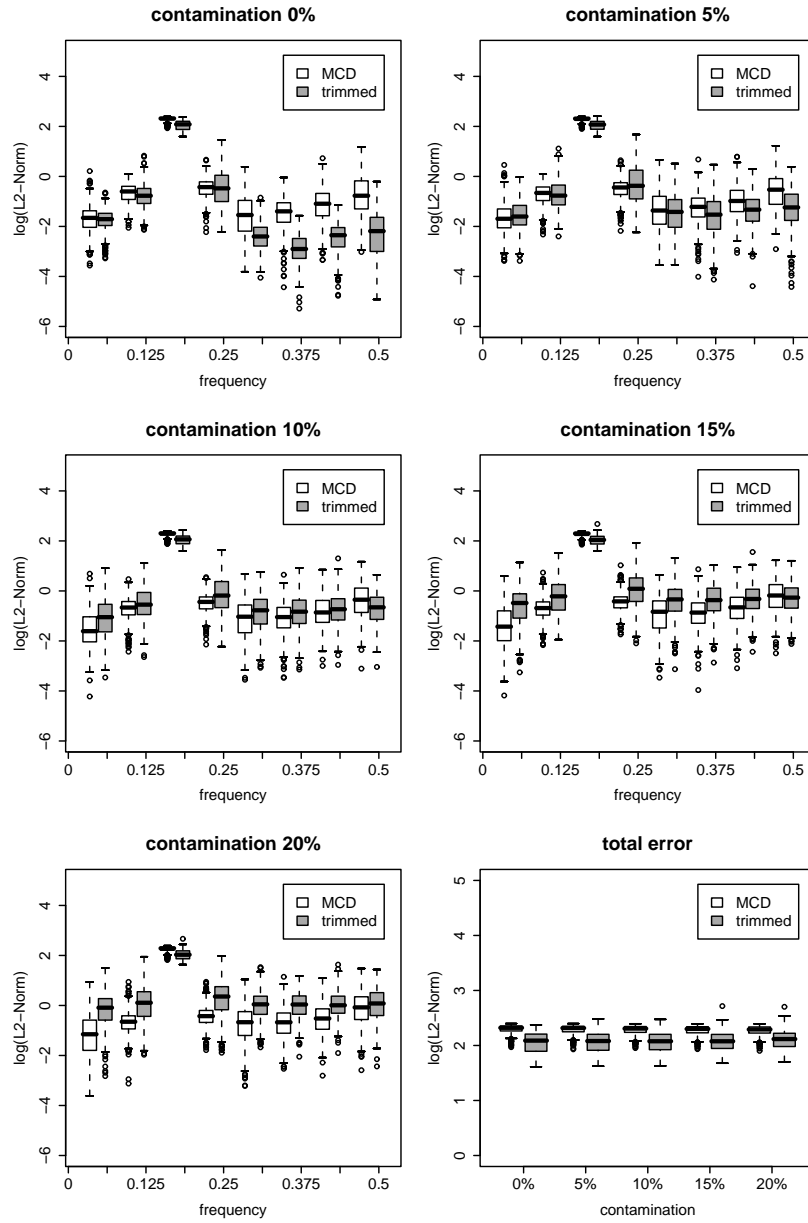 contamination 0%
log(L2−Norm)
4
2
0
−2
−4
−6
MCD
trimmed
0
0.125
0.25
0.375
0.5
frequency
contamination 5%
log(L2−Norm)
4
2
0
−2
−4
−6
MCD
trimmed
0
0.125
0.25
0.375
0.5
frequency
contamination 10%
log(L2−Norm)
4
2
0
−2
−4
−6
MCD
trimmed
0
0.125
0.25
0.375
0.5
frequency
contamination 15%
log(L2−Norm)
4
2
0
−2
−4
−6
MCD
trimmed
0
0.125
0.25
0.375
0.5
frequency
contamination 20%
log(L2−Norm)
4
2
0
−2
−4
−6
MCD
trimmed
0
0.125
0.25
0.375
0.5
frequency
total error
log(L2−Norm)
5
4
3
2
1
0
MCD
trimmed
0%
5%
10%
15%
20%
contamination